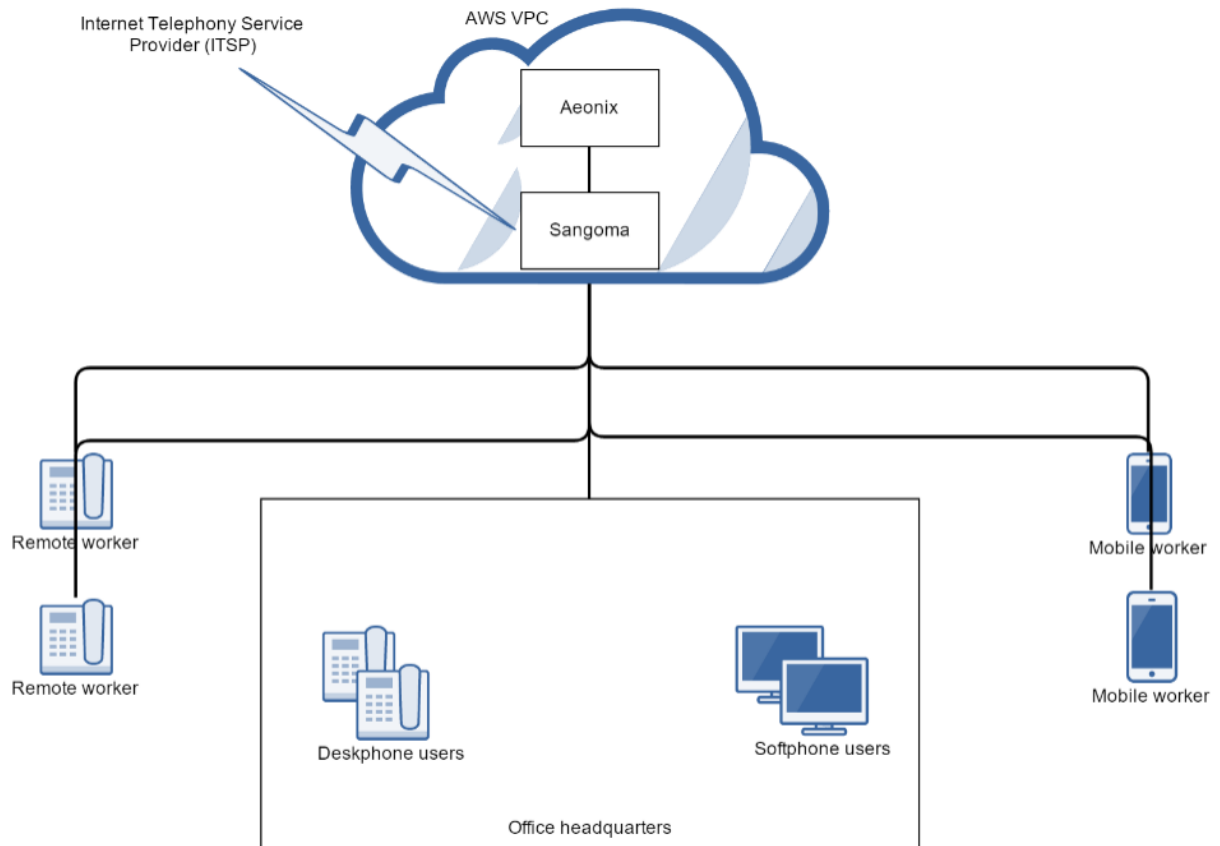 Internet Telephony Service
Provider (ITSP)
AWS VPC
Aeonix
Sangoma
Remote worker
Mobile worker
Remote worker
Mobile worker
Deskphone users
Softphone users
Office headquarters